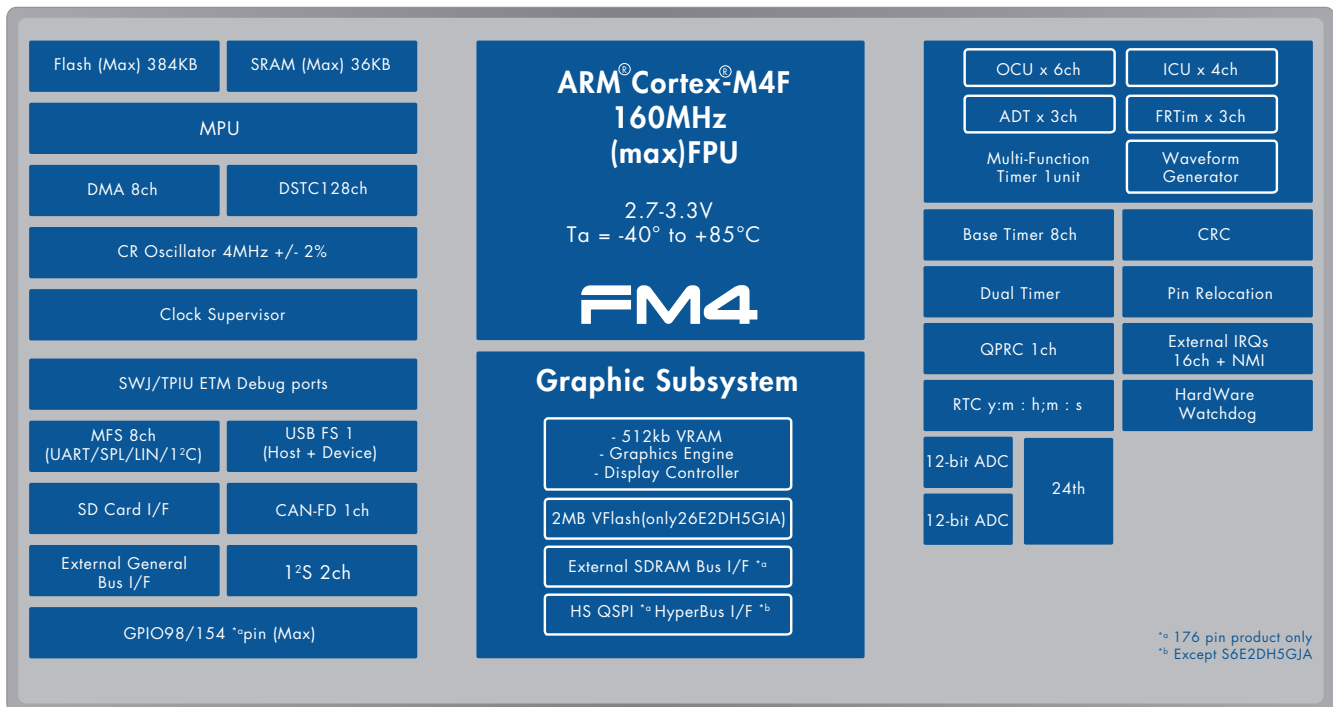 Flash (Max) 384KB
SRAM (Max) 36KB
MPU
DMA 8ch
DSTC128ch
CR Oscillator 4MHz +/- 2%
Clock Supervisor
SWJ/TPIU ETM Debug ports
MFS 8ch
(UART/SPL/LIN/1²C)
USB FS 1
(Host + Device)
SD Card I/F
CAN-FD 1ch
External General
Bus I/F
1²S 2ch
GPIO98/154 *ᵃpin (Max)
ARM®Cortex®-M4F
160MHz
(max)FPU
2.7-3.3V
Ta = -40° to +85°C
FM4
Graphic Subsystem
- 512kb VRAM
- Graphics Engine
- Display Controller
2MB VFlash(only26E2DH5GIA)
External SDRAM Bus I/F *ᵃ
HS QSPI *ᵃ HyperBus I/F *ᵇ
OCU x 6ch
ICU x 4ch
ADT x 3ch
FRTim x 3ch
Multi-Function
Timer 1unit
Waveform
Generator
Base Timer 8ch
CRC
Dual Timer
Pin Relocation
QPRC 1ch
External IRQs
16ch + NMI
RTC y:m : h;m : s
HardWare
Watchdog
12-bit ADC
24th
12-bit ADC
*ᵃ 176 pin product only
*ᵇ Except S6E2DH5GJA